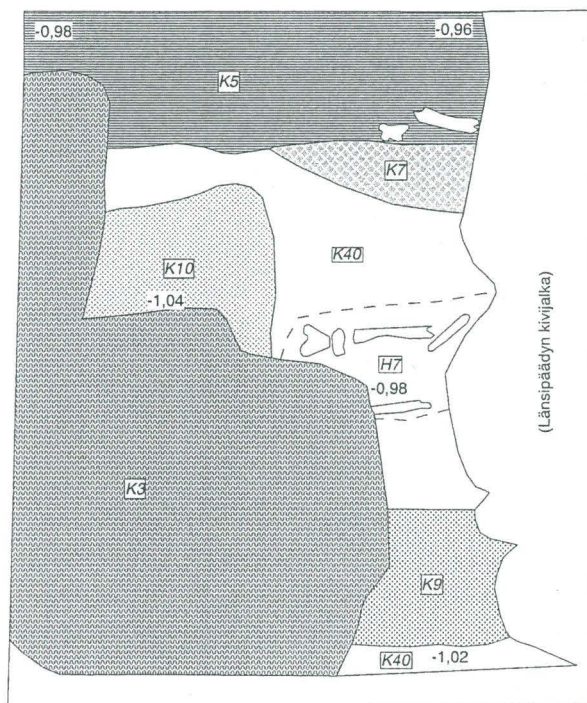 -0,98
-0,96
K5
K7
K40
K10
-1,04
H7
-0,98
(Länsipäädyn kivijalka)
K3
K9
K40
-1,02